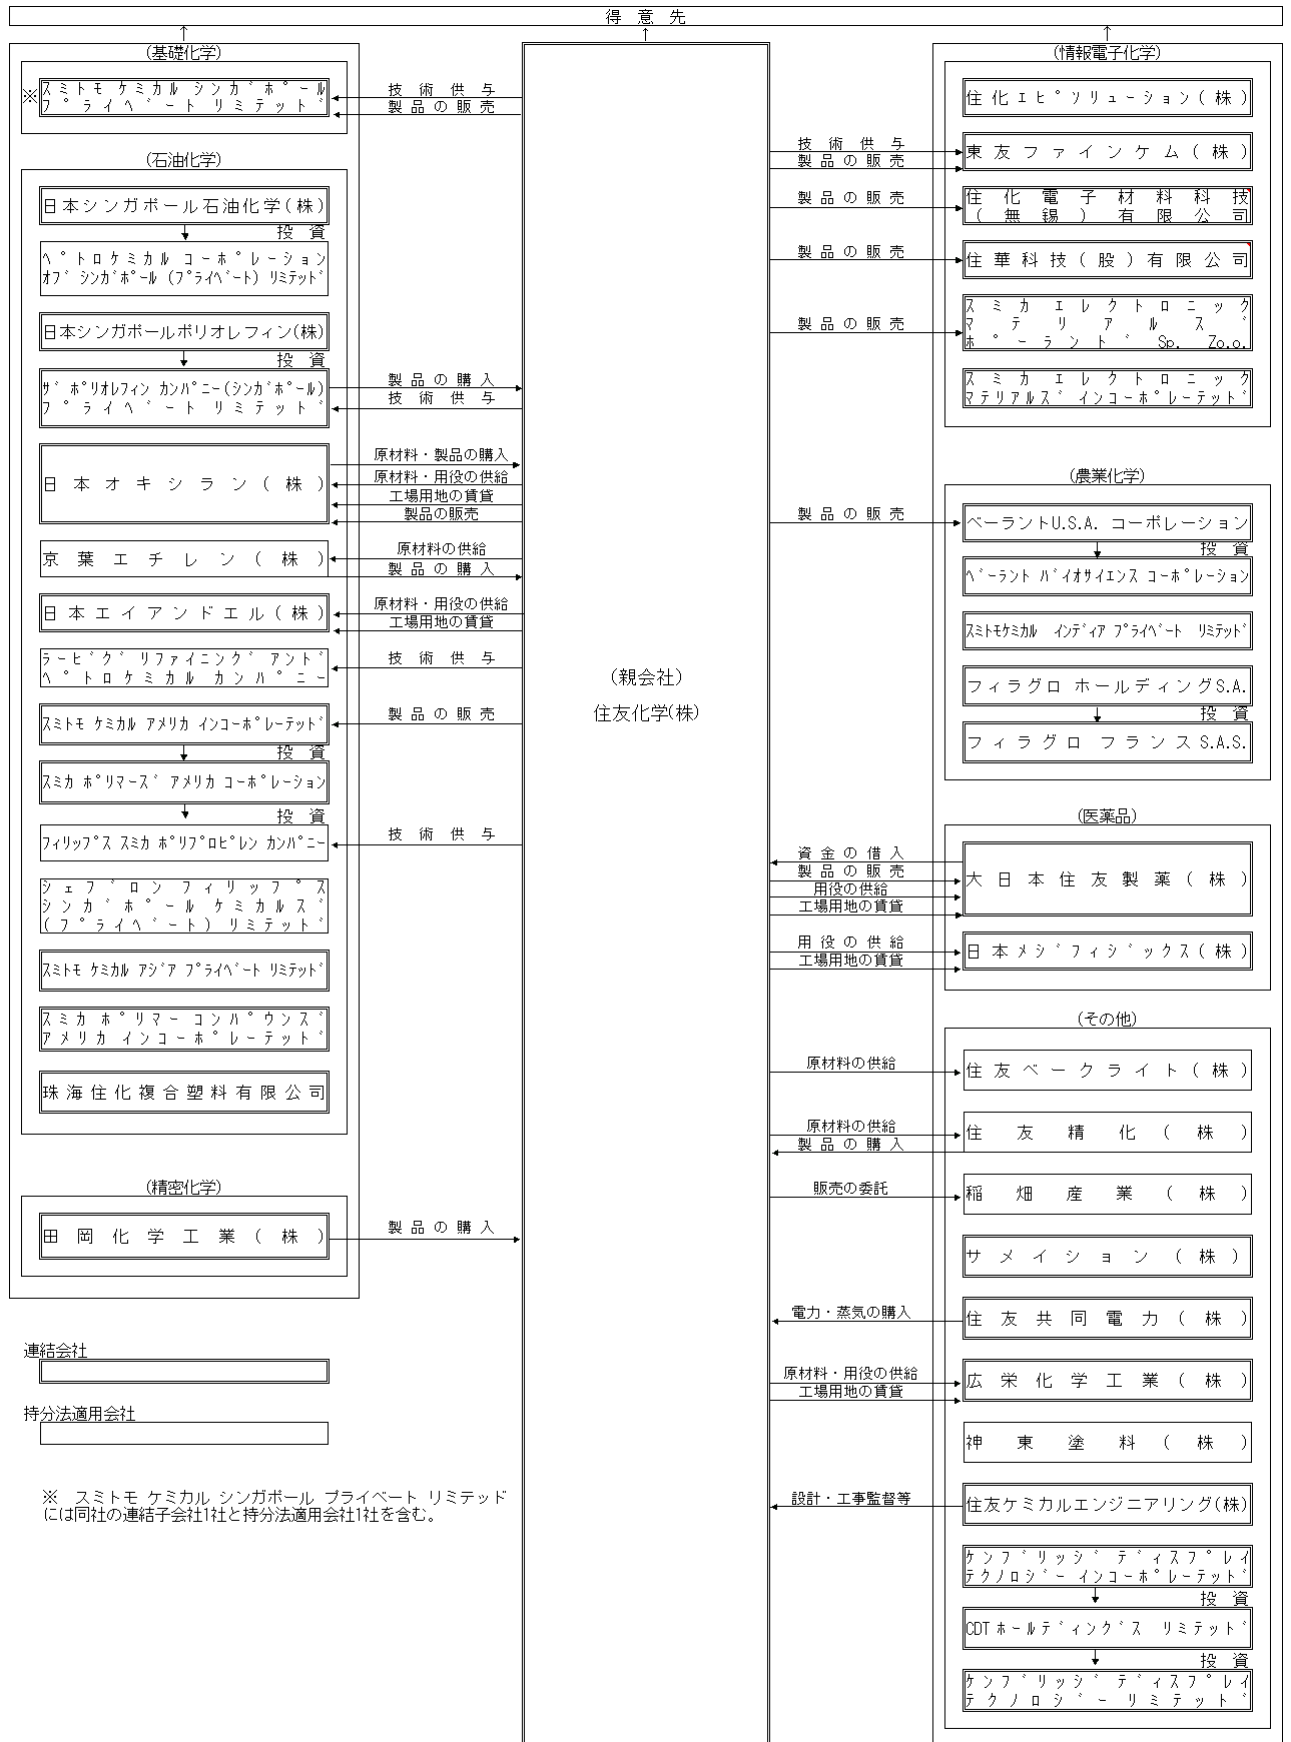 得意先
(基礎化学)
※
スミトモ ケミカル シンガポール
プライベート リミテッド
技術供与
製品の販売
(石油化学)
日本シンガポール石油化学(株)
投資
ペトロケミカル コーポレーション
オブ シンガポール (プライベート) リミテッド
日本シンガポールポリオレフィン(株)
投資
ザ ポリオレフィン カンパニー(シンガポール)
プライベート リミテッド
製品の購入
技術供与
日本オキシラン(株)
原材料・製品の購入
原材料・用役の供給
工場用地の賃貸
製品の販売
京葉エチレン(株)
原材料の供給
製品の購入
日本エイアンドエル(株)
原材料・用役の供給
工場用地の賃貸
ラービグ リファイニング アンド
ペトロケミカル カンパニー
技術供与
スミトモ ケミカル アメリカ インコーポレーテッド
製品の販売
投資
スミカ ポリマーズ アメリカ コーポレーション
投資
フィリップス スミカ ポリプロピレン カンパニー
技術供与
シェブロン フィリップス
シンガポール ケミカルズ
(プライベート) リミテッド
スミトモ ケミカル アジア プライベート リミテッド
スミカ ポリマー コンパウンズ
アメリカ インコーポレーテッド
珠海住化複合塑料有限公司
(精密化学)
田岡化学工業(株)
製品の購入
連結会社
持分法適用会社
※ スミトモ ケミカル シンガポール プライベート リミテッド
には同社の連結子会社1社と持分法適用会社1社を含む。
(親会社)
住友化学(株)
(情報電子化学)
住化エピソリューション(株)
技術供与
製品の販売
東友ファインケム(株)
製品の販売
住化電子材料科技
(無錫)有限公司
製品の販売
住華科技(股)有限公司
製品の販売
スミカ エレクトロニック
マテリアルズ
ポーランド Sp. Zo.o.
スミカ エレクトロニック
マテリアルズ インコーポレーテッド
(農業化学)
製品の販売
ベーラントU.S.A. コーポレーション
投資
ベーラント バイオサイエンス コーポレーション
スミトモケミカル インディア プライベート リミテッド
フィラグロ ホールディングS.A.
投資
フィラグロ フランスS.A.S.
(医薬品)
資金の借入
製品の販売
用役の供給
工場用地の賃貸
大日本住友製薬(株)
用役の供給
工場用地の賃貸
日本メジフィジックス(株)
(その他)
原材料の供給
住友ベークライト(株)
原材料の供給
製品の購入
住友精化(株)
販売の委託
稲畑産業(株)
サメイション(株)
電力・蒸気の購入
住友共同電力(株)
原材料・用役の供給
工場用地の賃貸
広栄化学工業(株)
神東塗料(株)
設計・工事監督等
住友ケミカルエンジニアリング(株)
ケンブリッジ ディスプレイ
テクノロジー インコーポレーテッド
投資
CDTホールディングス リミテッド
投資
ケンブリッジ ディスプレイ
テクノロジー リミテッド